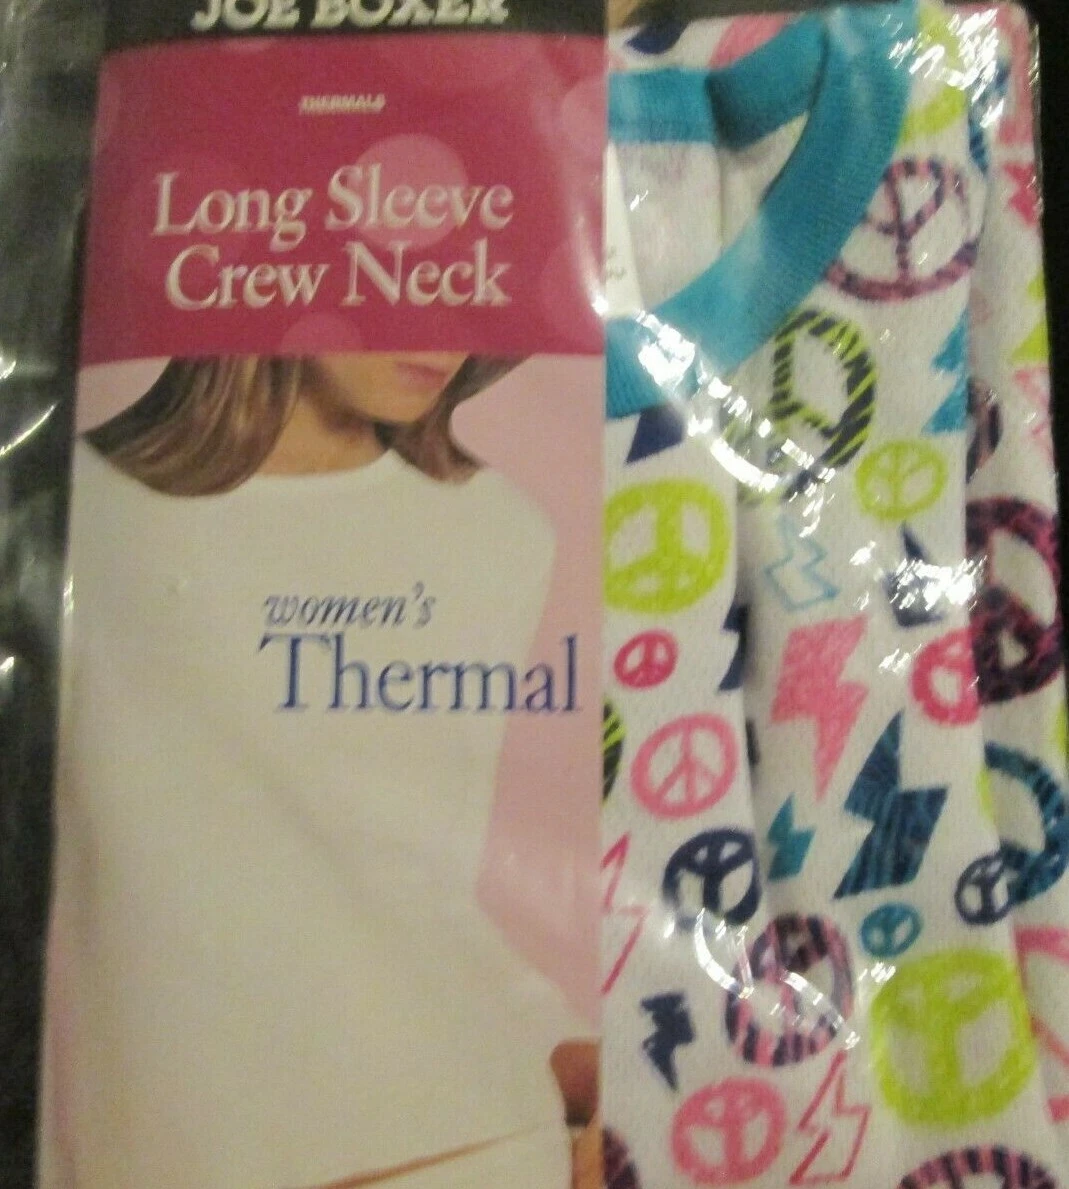 JOE BOXER
THERMALS
Long Sleeve
Crew Neck
women's
Thermal